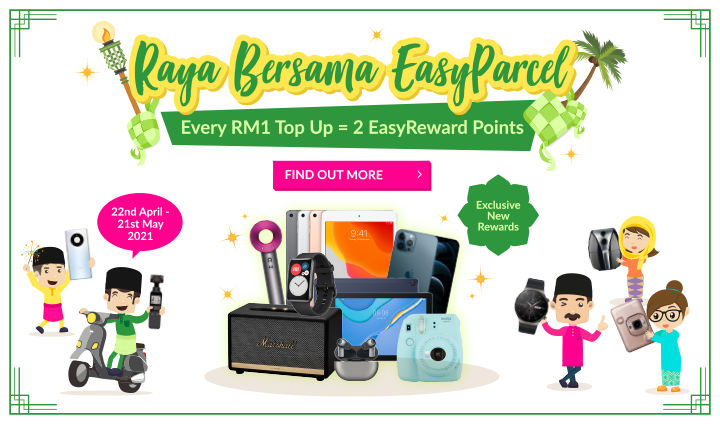 Raya Bersama EasyParcel
Every RM1 Top Up = 2 EasyReward Points
FIND OUT MORE
22nd April -
21st May
2021
Exclusive
New
Rewards
9:41
Marshall